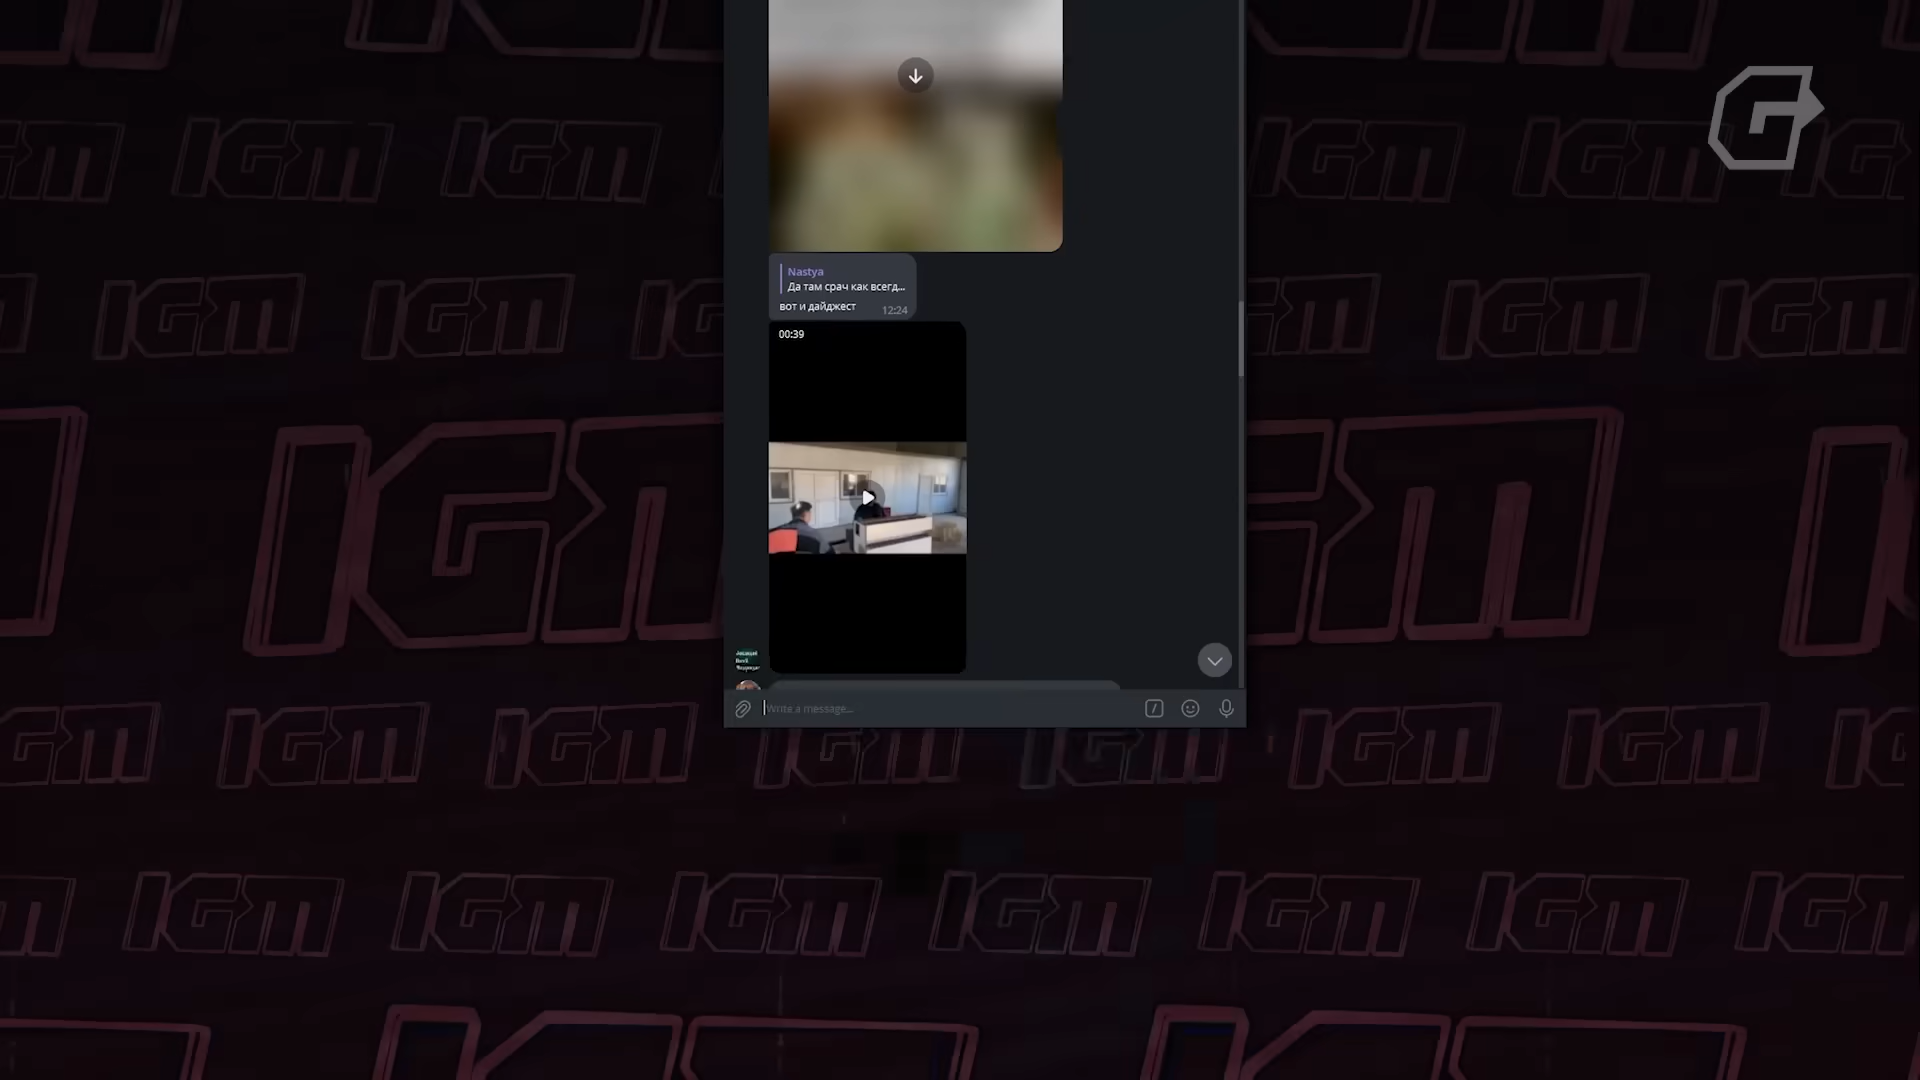 Nastya
Да там срач как всегд...
вот и дайджест
12:24
00:39
Write a message...
IGM
G